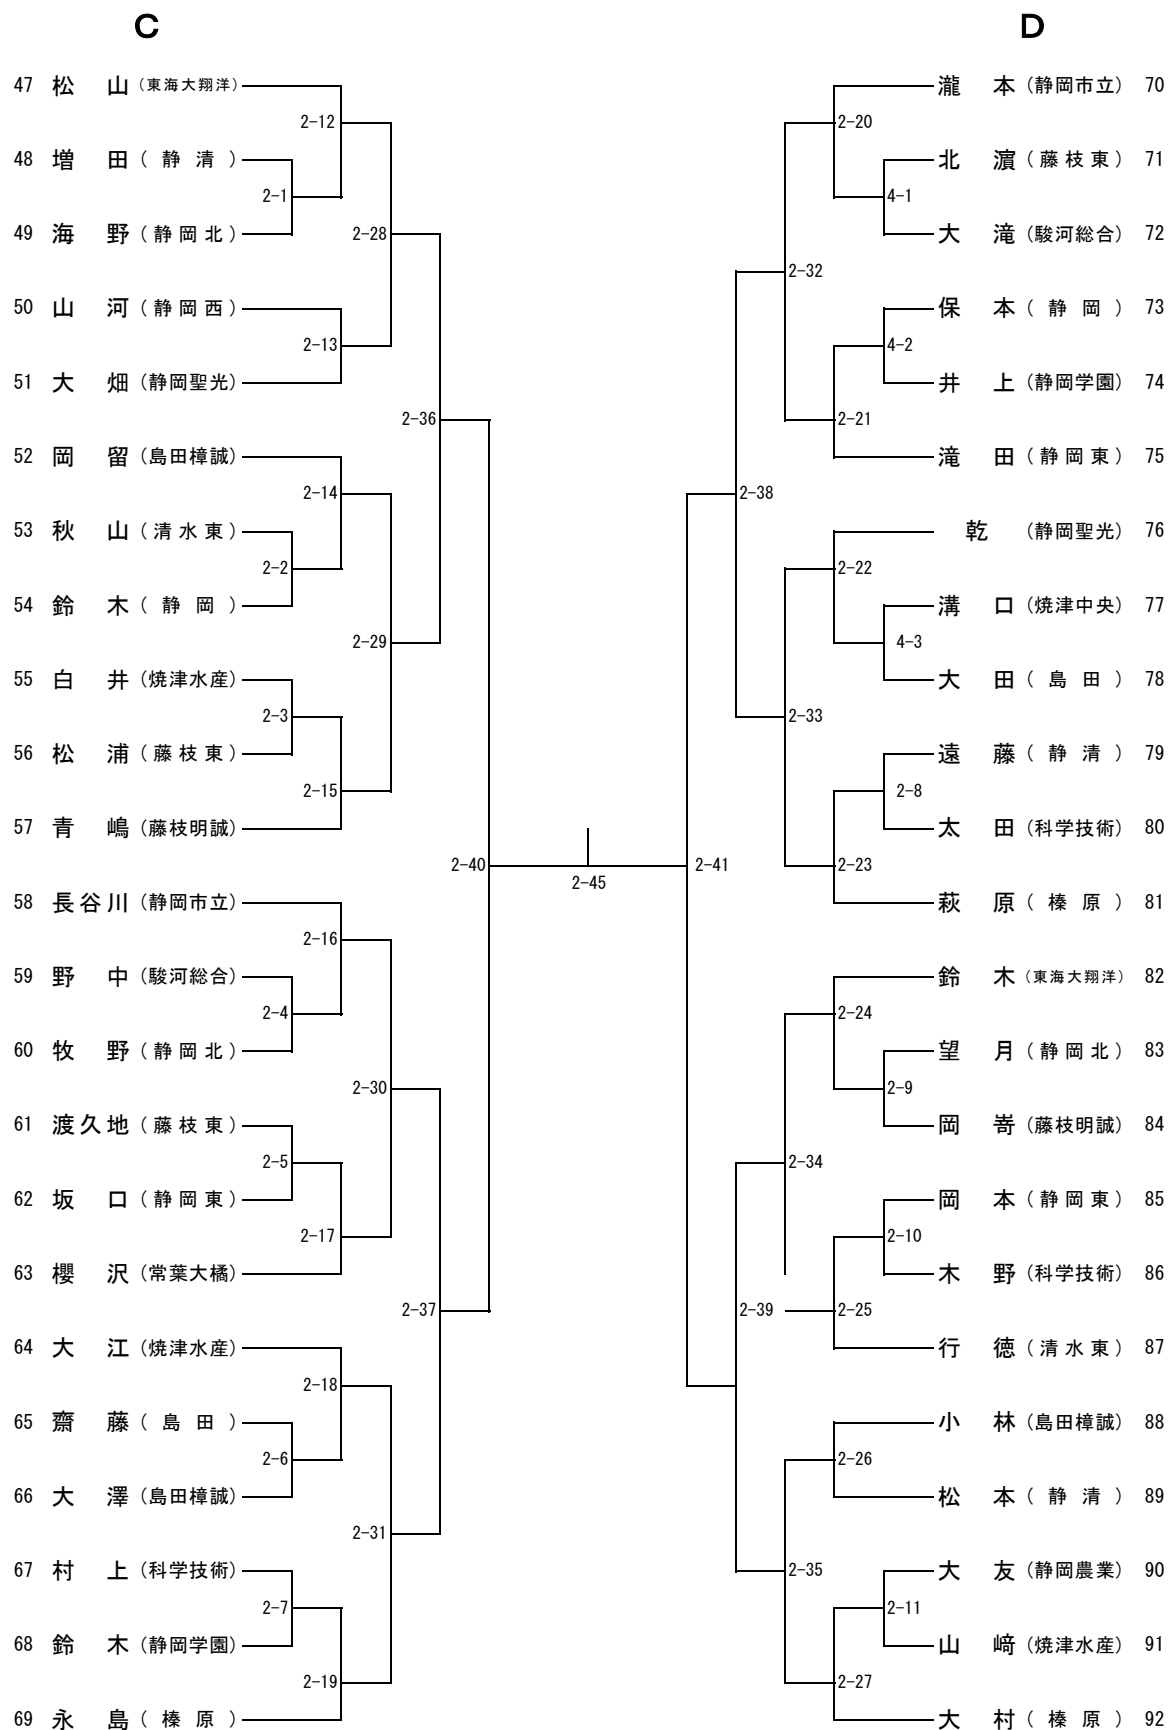 C
47 松山 (東海大翔洋)
2-12
48 増田 (静清)
2-1
49 海野 (静岡北)
2-28
50 山河 (静岡西)
2-13
51 大畑 (静岡聖光)
2-36
52 岡留 (島田樟誠)
2-14
53 秋山 (清水東)
2-2
54 鈴木 (静岡)
2-29
55 白井 (焼津水産)
2-3
56 松浦 (藤枝東)
2-15
57 青嶋 (藤枝明誠)
2-40
58 長谷川 (静岡市立)
2-16
59 野中 (駿河総合)
2-4
60 牧野 (静岡北)
2-30
61 渡久地 (藤枝東)
2-5
62 坂口 (静岡東)
2-17
63 櫻沢 (常葉大橘)
2-37
64 大江 (焼津水産)
2-18
65 齋藤 (島田)
2-6
66 大澤 (島田樟誠)
2-31
67 村上 (科学技術)
2-7
68 鈴木 (静岡学園)
2-19
69 永島 (榛原)
2-45
D
瀧本 (静岡市立) 70
2-20
北濵 (藤枝東) 71
4-1
大滝 (駿河総合) 72
2-32
保本 (静岡) 73
4-2
井上 (静岡学園) 74
2-21
滝田 (静岡東) 75
2-38
乾 (静岡聖光) 76
2-22
溝口 (焼津中央) 77
4-3
大田 (島田) 78
2-33
遠藤 (静清) 79
2-8
太田 (科学技術) 80
2-23
2-41
萩原 (榛原) 81
鈴木 (東海大翔洋) 82
2-24
望月 (静岡北) 83
2-9
岡嵜 (藤枝明誠) 84
2-34
岡本 (静岡東) 85
2-10
木野 (科学技術) 86
2-39
2-25
行徳 (清水東) 87
小林 (島田樟誠) 88
2-26
松本 (静清) 89
2-35
大友 (静岡農業) 90
2-11
山﨑 (焼津水産) 91
2-27
大村 (榛原) 92